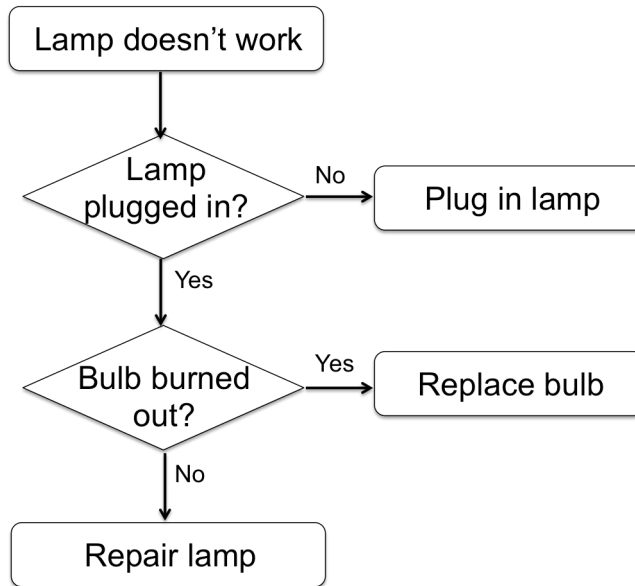 Lamp doesn’t work
Lamp
plugged in?
No
Plug in lamp
Yes
Bulb burned
out?
Yes
Replace bulb
No
Repair lamp